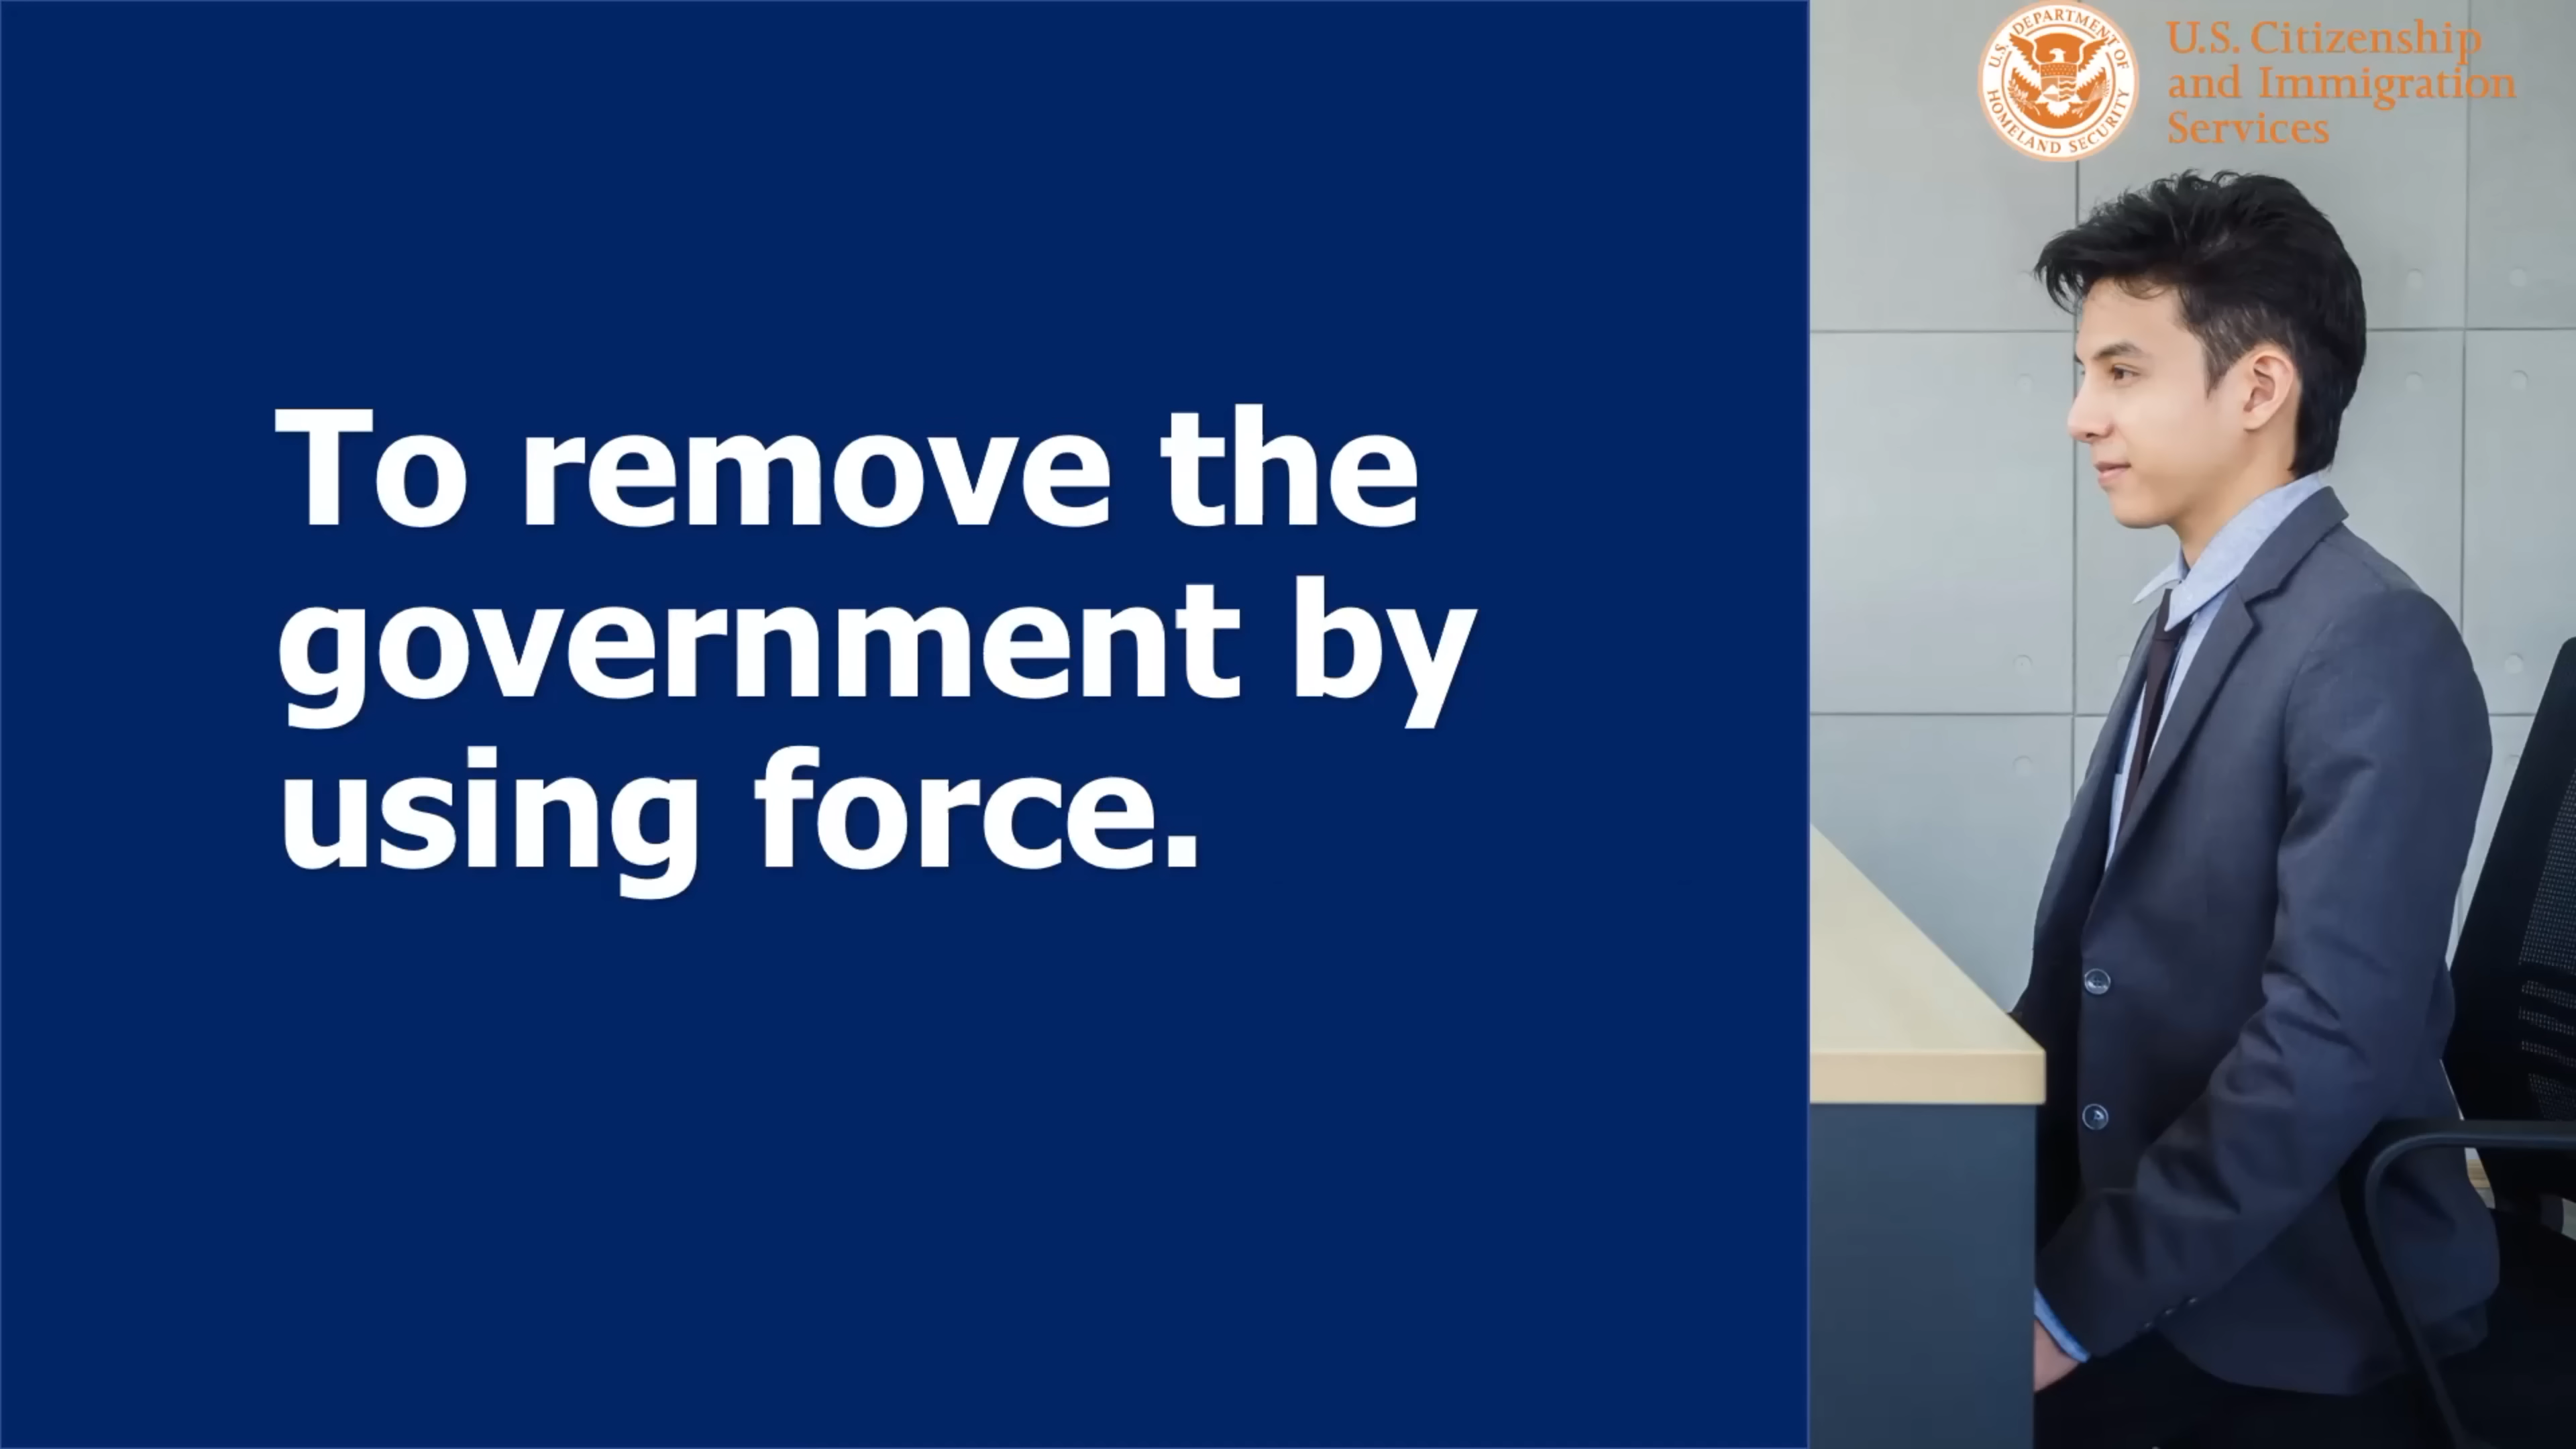 To remove the
government by
using force.
U.S. DEPARTMENT OF
HOMELAND SECURITY
U.S. Citizenship
and Immigration
Services